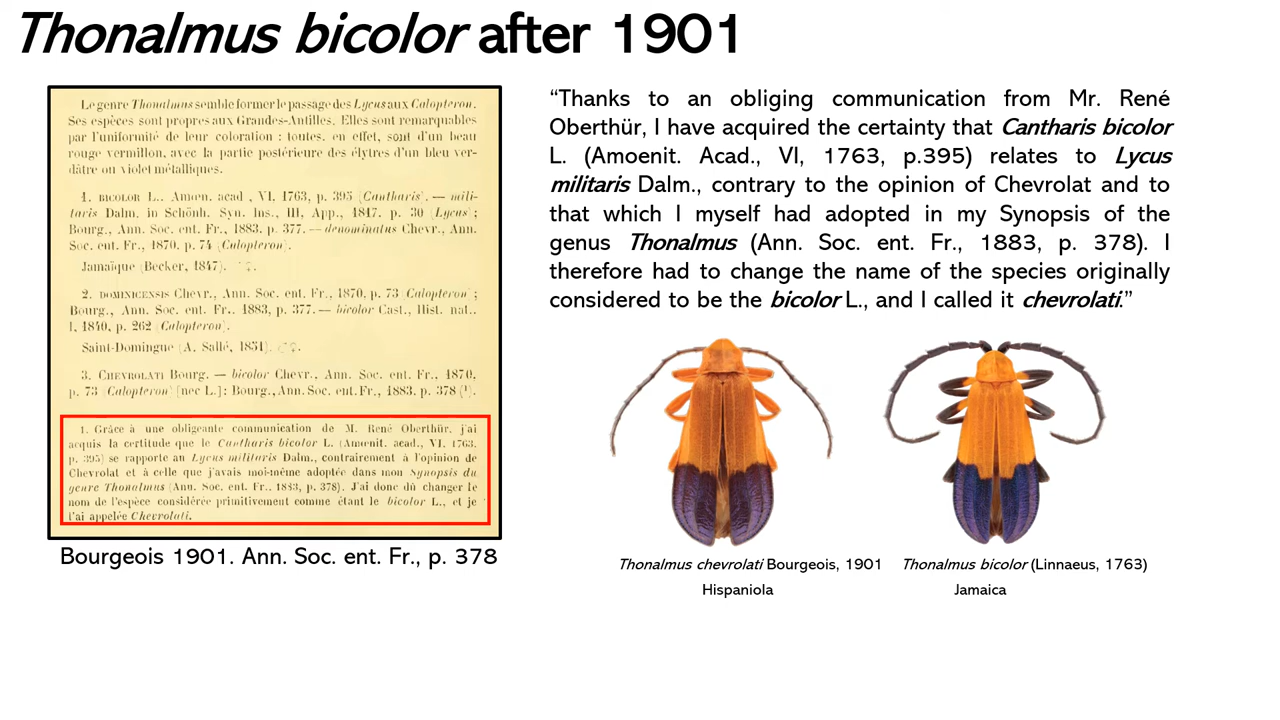 Thonalmus bicolor after 1901
Le genre Thonalmus semble former le passage des Lycus aux Calopteron.
Ses espèces sont propres aux Grandes-Antilles. Elles sont remarquables
par l'uniformité de leur coloration : toutes, en effet, sont d'un beau
rouge vermillon, avec la partie postérieure des élytres d'un bleu ver-
dâtre ou violet métalliques.
1. BICOLOR L., Amoen. acad , VI, 1763, p. 395 (Cantharis). — mili-
taris Dalm. in Schönh. Syn. Ins., III, App., 1817. p. 30 (Lycus) ;
Bourg., Ann. Soc. ent. Fr., 1883. p. 377. — denominatus Chevr., Ann.
Soc. ent. Fr., 1870. p. 74 (Calopteron).
Jamaïque (Becker, 1847).
2. DOMINICENSIS Chevr., Ann. Soc. ent. Fr., 1870, p. 73 (Calopteron) ;
Bourg., Ann. Soc. ent. Fr.. 1883, p. 377. — bicolor Cast., Hist. nat..
I, 1840, p. 262 (Calopteron).
Saint-Domingue (A. Sallé, 1851).
3. CHEVROLATI Bourg. — bicolor Chevr., Ann. Soc. ent. Fr., 1870.
p. 73 (Calopteron) [nec L.]; Bourg., Ann. Soc. ent. Fr., 1883. p. 378 (¹).
1. Grâce à une obligeante communication de M. René Oberthür, j'ai
acquis la certitude que le Cantharis bicolor L. (Amoenit. acad., VI, 1763,
p. 395) se rapporte au Lycus militaris Dalm., contrairement à l'opinion de
Chevrolat et à celle que j'avais moi-même adoptée dans mon Synopsis du
genre Thonalmus (Ann. Soc. ent. Fr.. 1883, p. 378). J'ai donc dû changer le
nom de l'espèce considérée primitivement comme étant le bicolor L., et je
l'ai appelée Chevrolati.
Bourgeois 1901. Ann. Soc. ent. Fr., p. 378
“Thanks to an obliging communication from Mr. René
Oberthür, I have acquired the certainty that Cantharis bicolor
L. (Amoenit. Acad., VI, 1763, p.395) relates to Lycus
militaris Dalm., contrary to the opinion of Chevrolat and to
that which I myself had adopted in my Synopsis of the
genus Thonalmus (Ann. Soc. ent. Fr., 1883, p. 378). I
therefore had to change the name of the species originally
considered to be the bicolor L., and I called it chevrolati.”
Thonalmus chevrolati Bourgeois, 1901
Hispaniola
Thonalmus bicolor (Linnaeus, 1763)
Jamaica